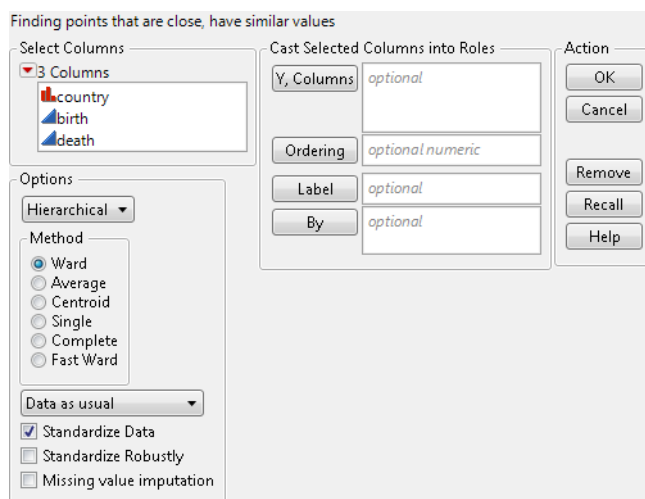 Finding points that are close, have similar values
Select Columns
3 Columns
country
birth
death
Options
Hierarchical
Method
Ward
Average
Centroid
Single
Complete
Fast Ward
Data as usual
Standardize Data
Standardize Robustly
Missing value imputation
Cast Selected Columns into Roles
Y, Columns optional
Ordering optional numeric
Label optional
By optional
Action
OK
Cancel
Remove
Recall
Help